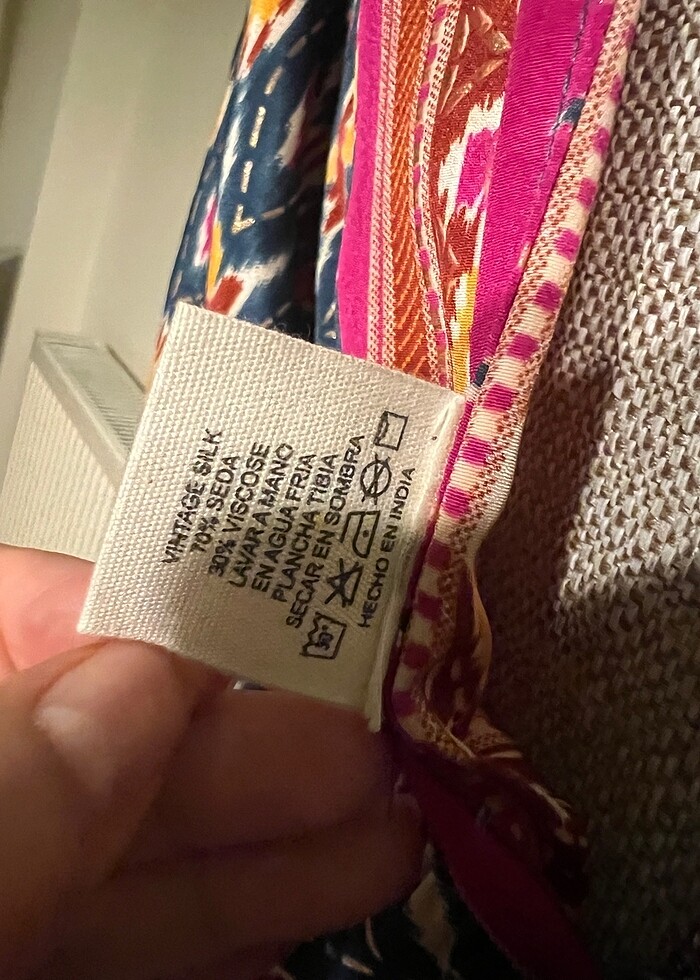 VINTAGE SILK
70% SEDA
30% VISCOSE
LAVAR A MANO
EN AGUA FRIA
PLANCHA TIBIA
SECAR EN SOMBRA
30°
HECHO EN INDIA